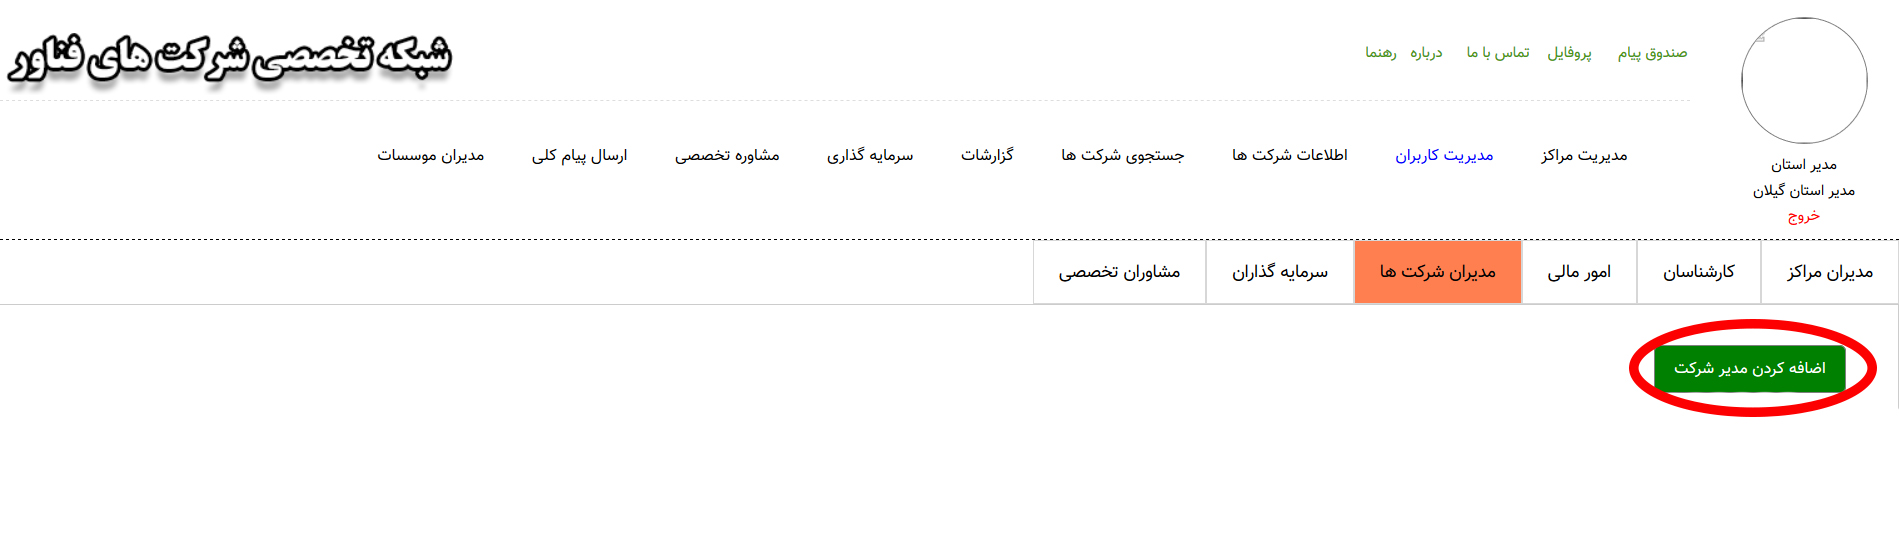 شبکه تخصصی شرکت های فناور
صندوق پیام پروفایل تماس با ما درباره رهنما
مدیر استان
مدیر استان گیلان
خروج
مدیریت مراکز مدیریت کاربران اطلاعات شرکت ها جستجوی شرکت ها گزارشات سرمایه گذاری مشاوره تخصصی ارسال پیام کلی مدیران موسسات
مدیران مراکز کارشناسان امور مالی مدیران شرکت ها سرمایه گذاران مشاوران تخصصی
اضافه کردن مدیر شرکت